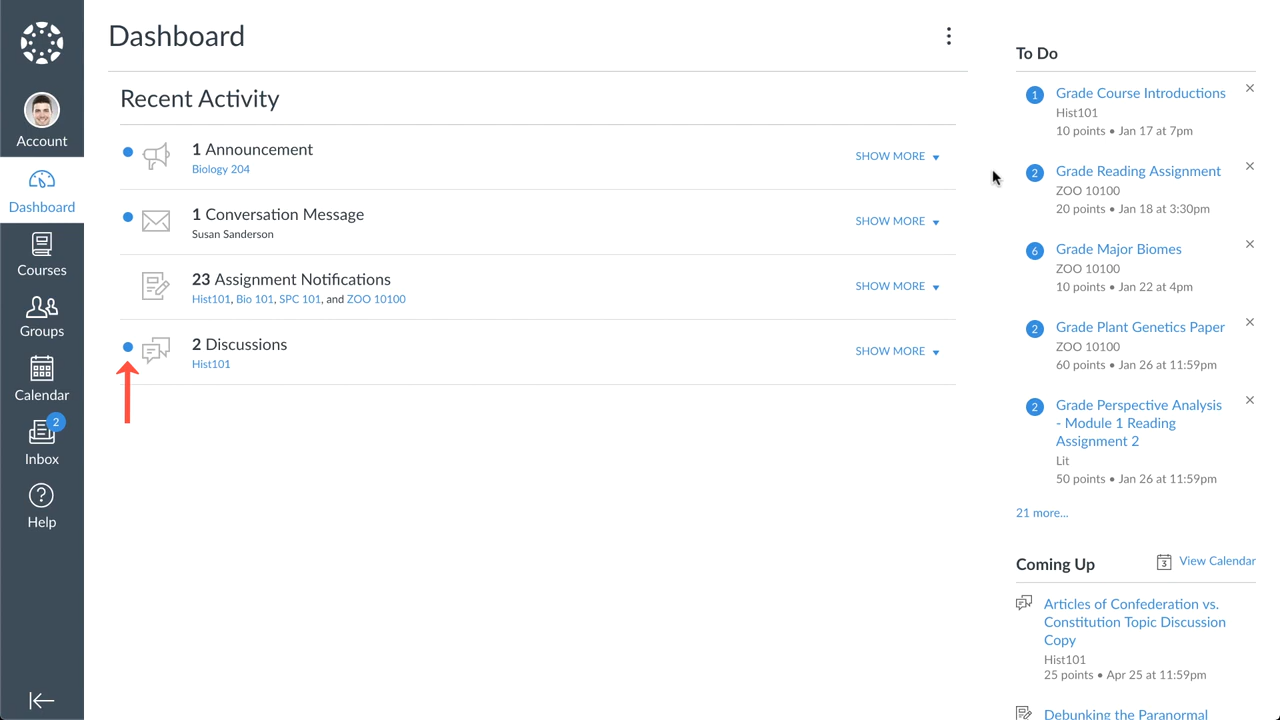 Account
Dashboard
Courses
Groups
Calendar
2
Inbox
Help
Dashboard
Recent Activity
1 Announcement
Biology 204
SHOW MORE
1 Conversation Message
Susan Sanderson
SHOW MORE
23 Assignment Notifications
Hist101, Bio 101, SPC 101, and ZOO 10100
SHOW MORE
2 Discussions
Hist101
SHOW MORE
To Do
1 Grade Course Introductions
Hist101
10 points • Jan 17 at 7pm
2 Grade Reading Assignment
ZOO 10100
20 points • Jan 18 at 3:30pm
6 Grade Major Biomes
ZOO 10100
10 points • Jan 22 at 4pm
2 Grade Plant Genetics Paper
ZOO 10100
60 points • Jan 26 at 11:59pm
2 Grade Perspective Analysis
- Module 1 Reading
Assignment 2
Lit
50 points • Jan 26 at 11:59pm
21 more...
Coming Up
3 View Calendar
Articles of Confederation vs.
Constitution Topic Discussion
Copy
Hist101
25 points • Apr 25 at 11:59pm
Debunking the Paranormal